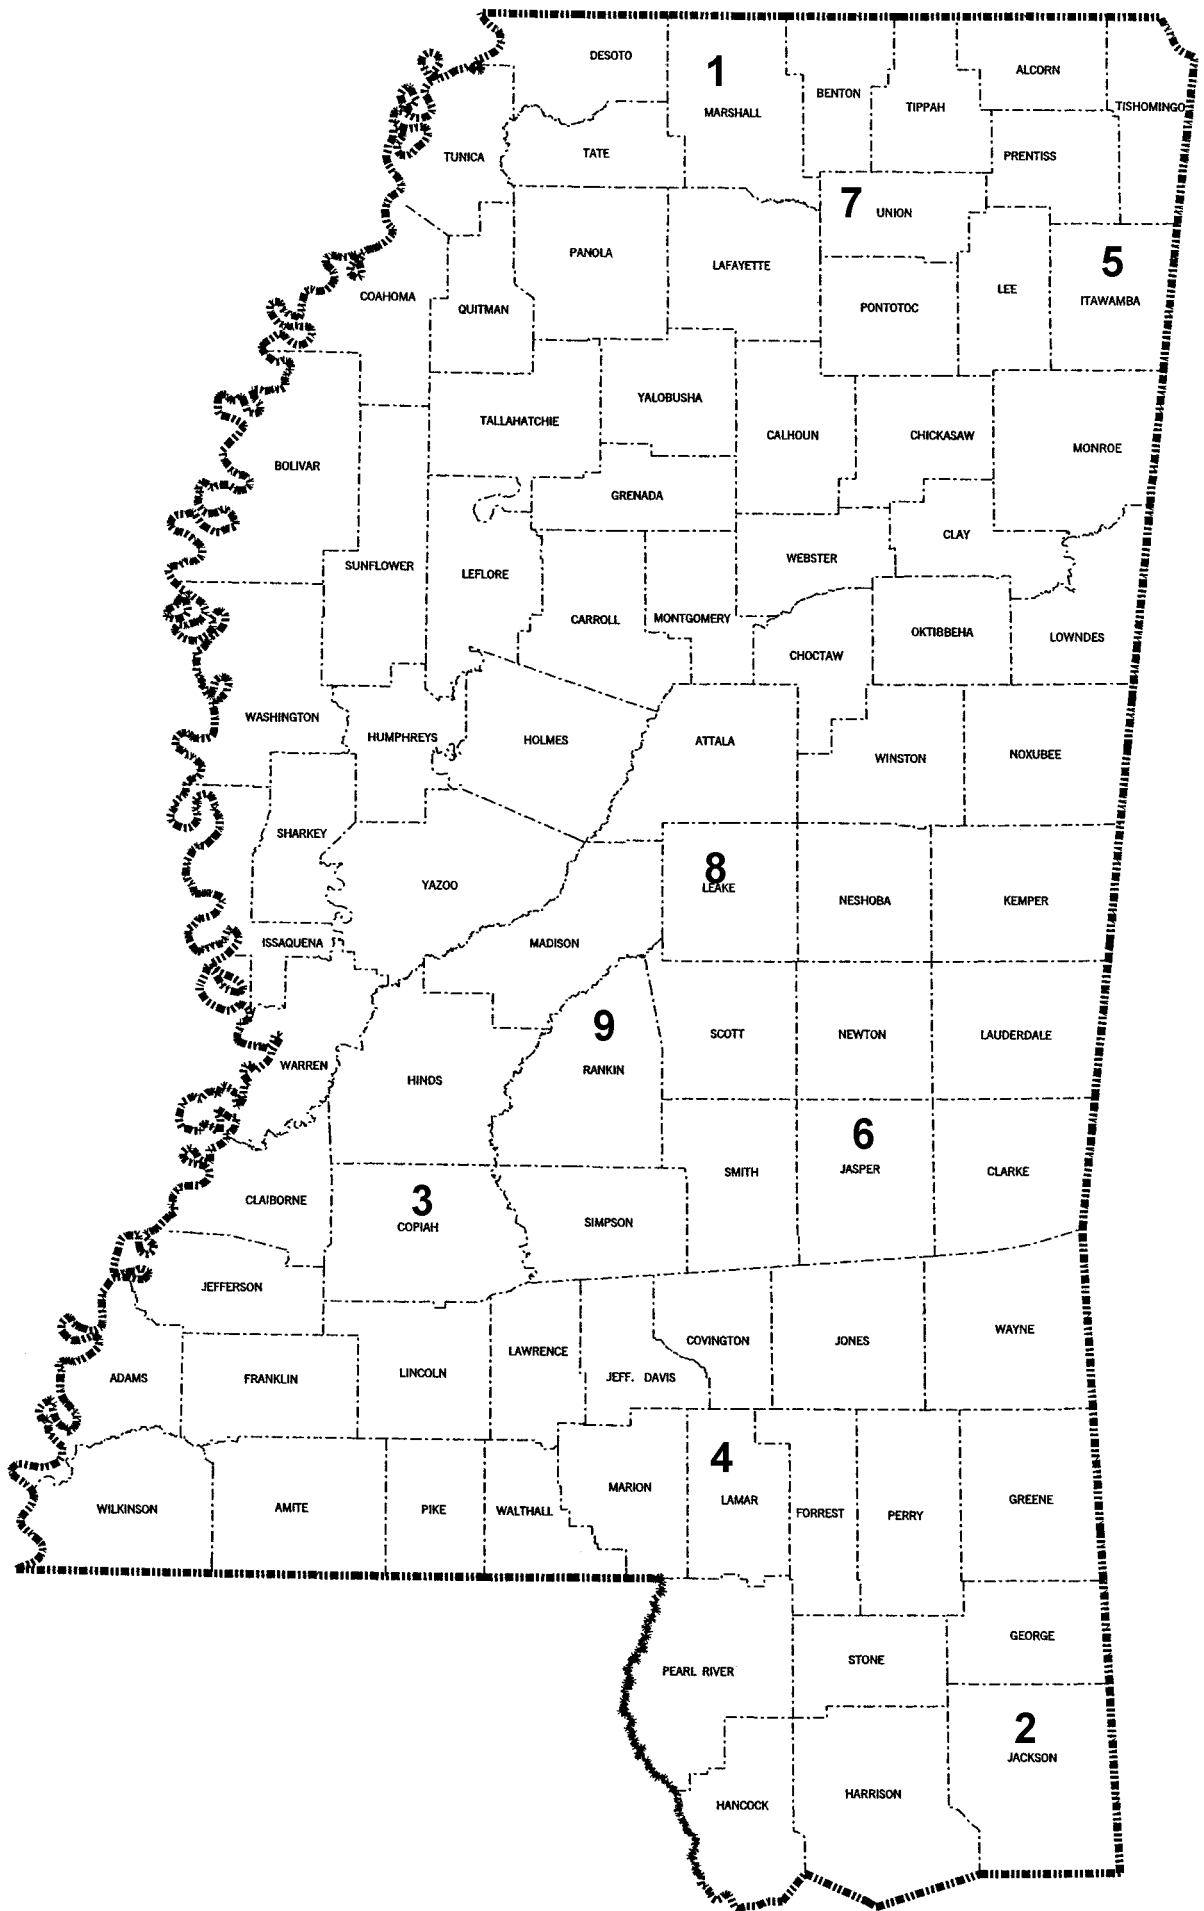 DESOTO
1
MARSHALL
BENTON
TIPPAH
ALCORN
TISHOMINGO
TUNICA
TATE
PRENTISS
7
UNION
PANOLA
LAFAYETTE
5
ITAWAMBA
COAHOMA
QUITMAN
PONTOTOC
LEE
TALLAHATCHIE
YALOBUSHA
CALHOUN
CHICKASAW
MONROE
BOLIVAR
GRENADA
SUNFLOWER
LEFLORE
WEBSTER
CLAY
CARROLL
MONTGOMERY
CHOCTAW
OKTIBBEHA
LOWNDES
WASHINGTON
HUMPHREYS
HOLMES
ATTALA
WINSTON
NOXUBEE
SHARKEY
YAZOO
8
LEAKE
NESHOBA
KEMPER
ISSAQUENA
MADISON
9
RANKIN
SCOTT
NEWTON
LAUDERDALE
WARREN
HINDS
6
JASPER
SMITH
CLARKE
CLAIBORNE
3
COPIAH
SIMPSON
JEFFERSON
LAWRENCE
COVINGTON
JONES
WAYNE
ADAMS
FRANKLIN
LINCOLN
JEFF. DAVIS
4
LAMAR
MARION
WILKINSON
AMITE
PIKE
WALTHALL
FORREST
PERRY
GREENE
GEORGE
PEARL RIVER
STONE
2
JACKSON
HANCOCK
HARRISON